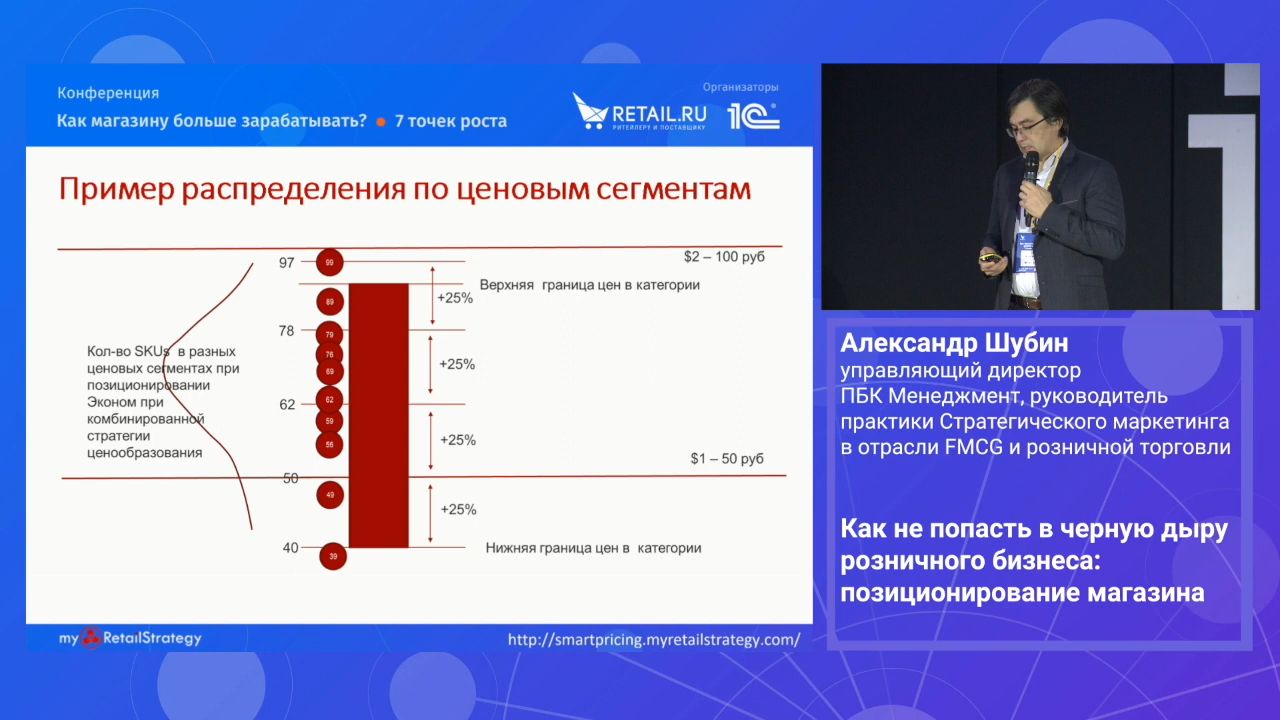 Конференция
Как магазину больше зарабатывать? • 7 точек роста
Организаторы
RETAIL.RU
РИТЕЙЛЕРУ И ПОСТАВЩИКУ
1С
Пример распределения по ценовым сегментам
$2 – 100 руб
97
99
Верхняя граница цен в категории
89
+25%
78
79
Кол-во SKUs в разных
ценовых сегментах при
позиционировании
Эконом при
комбинированной
стратегии
ценообразования
76
69
+25%
62
62
59
56
+25%
$1 – 50 руб
50
49
+25%
40
39
Нижняя граница цен в категории
my RetailStrategy
http://smartpricing.myretailstrategy.com/
Александр Шубин
управляющий директор
ПБК Менеджмент, руководитель
практики Стратегического маркетинга
в отрасли FMCG и розничной торговли
Как не попасть в черную дыру
розничного бизнеса:
позиционирование магазина